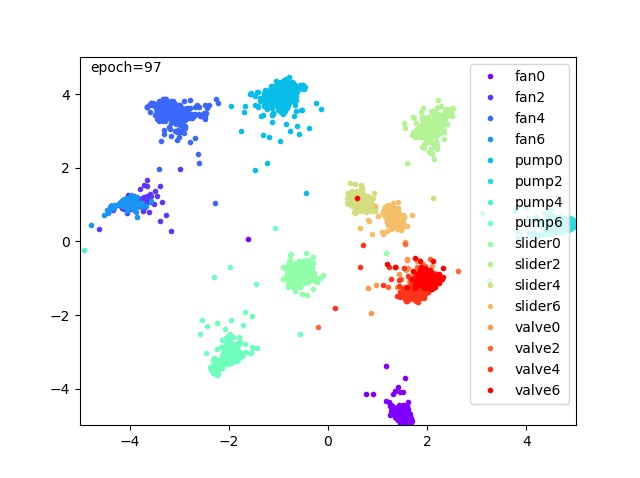 epoch=97
fan0
fan2
fan4
fan6
pump0
pump2
pump4
pump6
slider0
slider2
slider4
slider6
valve0
valve2
valve4
valve6
4
2
0
−2
−4
−4
−2
0
2
4